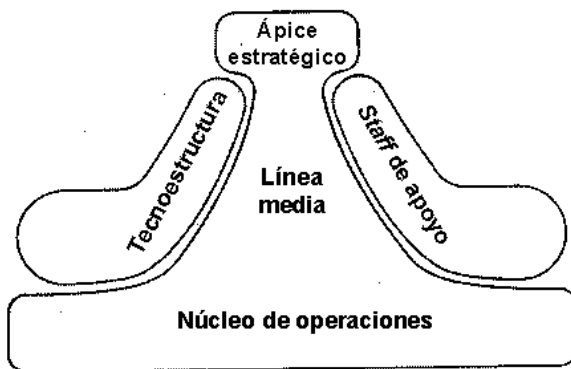 Ápice
estratégico
Tecnoestructura
Línea
media
Staff de apoyo
Núcleo de operaciones